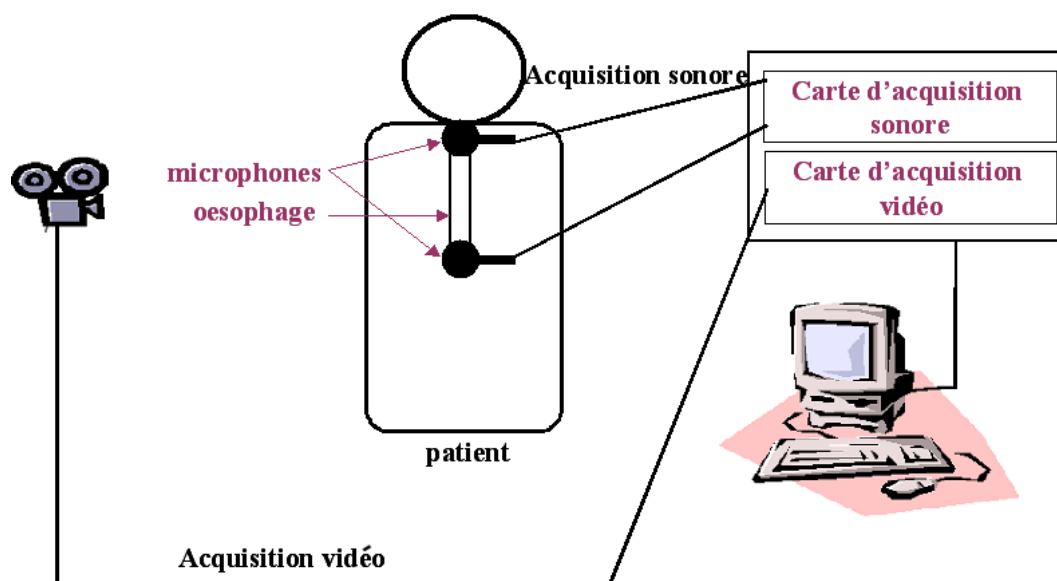 Acquisition sonore
Carte d'acquisition
sonore
microphones
Carte d'acquisition
vidéo
oesophage
patient
Acquisition vidéo